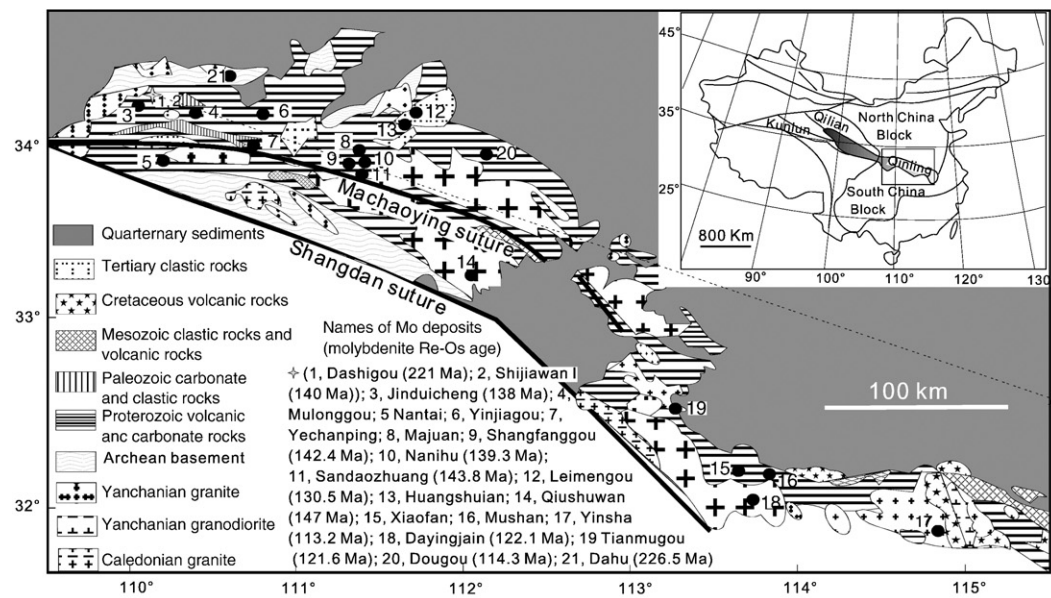 45°
35°
25°
Kunlun
Qilian
North China
Block
Qinling
South China
Block
800 Km
90°
100°
110°
120°
130°
21
3
1,2
4
6
12
13
8
7
5
9
10
11
20
14
19
15
16
18
17
34°
33°
32°
Machaoying suture
Shangdan suture
100 km
Quarternary sediments
Tertiary clastic rocks
Cretaceous volcanic rocks
Mesozoic clastic rocks and
volcanic rocks
Paleozoic carbonate
and clastic rocks
Proterozoic volcanic
anc carbonate rocks
Archean basement
Yanchanian granite
Yanchanian granodiorite
Caledonian granite
Names of Mo deposits
(molybdenite Re-Os age)
(1, Dashigou (221 Ma); 2, Shijiawan I
(140 Ma)); 3, Jinduicheng (138 Ma); 4,
Mulonggou; 5 Nantai; 6, Yinjiagou; 7,
Yechanping; 8, Majuan; 9, Shangfanggou
(142.4 Ma); 10, Nanihu (139.3 Ma);
11, Sandaozhuang (143.8 Ma); 12, Leimengou
(130.5 Ma); 13, Huangshuian; 14, Qiushuwan
(147 Ma); 15, Xiaofan; 16, Mushan; 17, Yinsha
(113.2 Ma); 18, Dayingjain (122.1 Ma); 19 Tianmugou
(121.6 Ma); 20, Dougou (114.3 Ma); 21, Dahu (226.5 Ma)
110°
111°
112°
113°
114°
115°